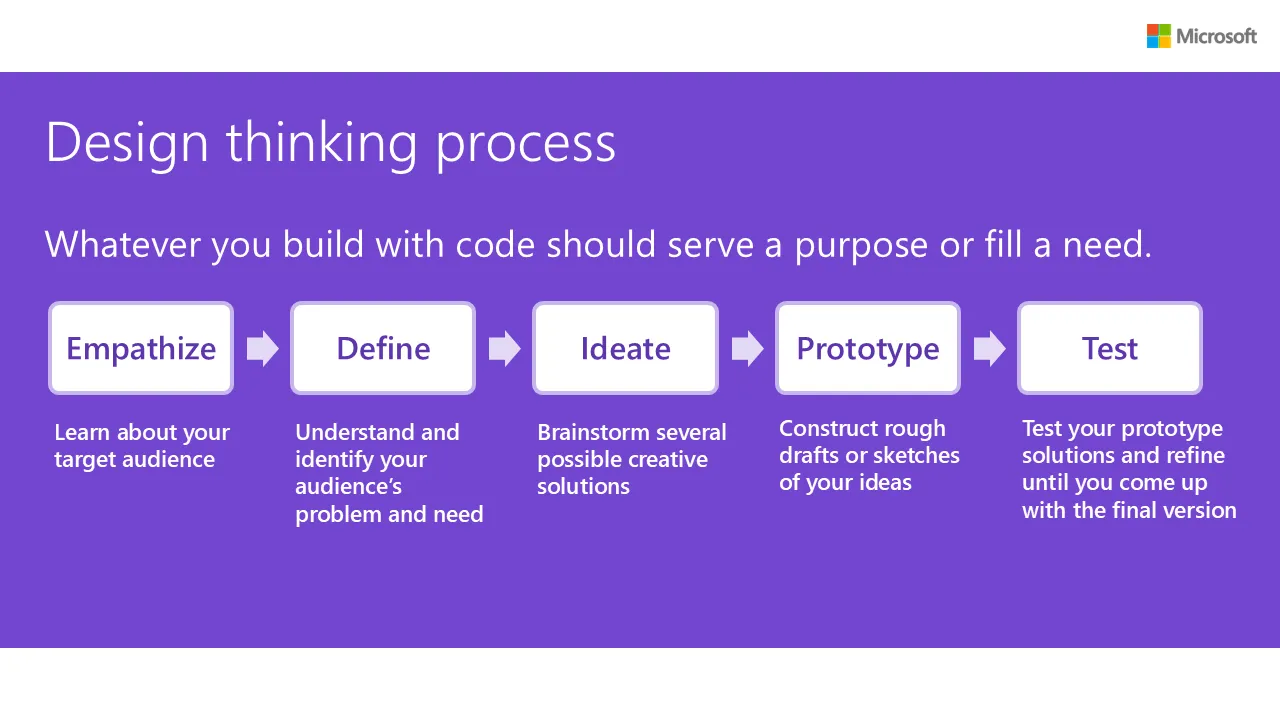 Microsoft
Design thinking process
Whatever you build with code should serve a purpose or fill a need.
Empathize
Define
Ideate
Prototype
Test
Learn about your
target audience
Understand and
identify your
audience’s
problem and need
Brainstorm several
possible creative
solutions
Construct rough
drafts or sketches
of your ideas
Test your prototype
solutions and refine
until you come up
with the final version